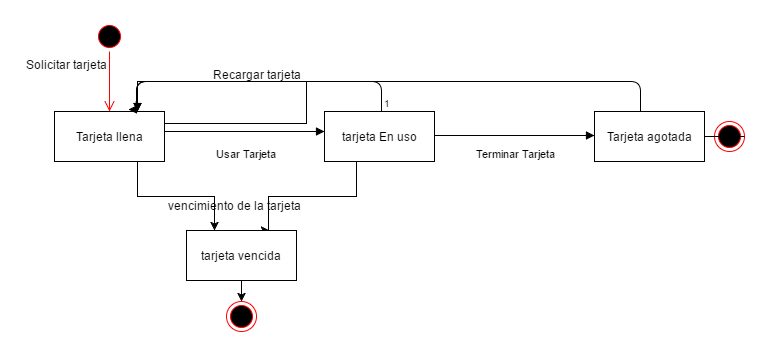 Solicitar tarjeta
Recargar tarjeta
1
Tarjeta llena
tarjeta En uso
Tarjeta agotada
Usar Tarjeta
Terminar Tarjeta
vencimiento de la tarjeta
tarjeta vencida